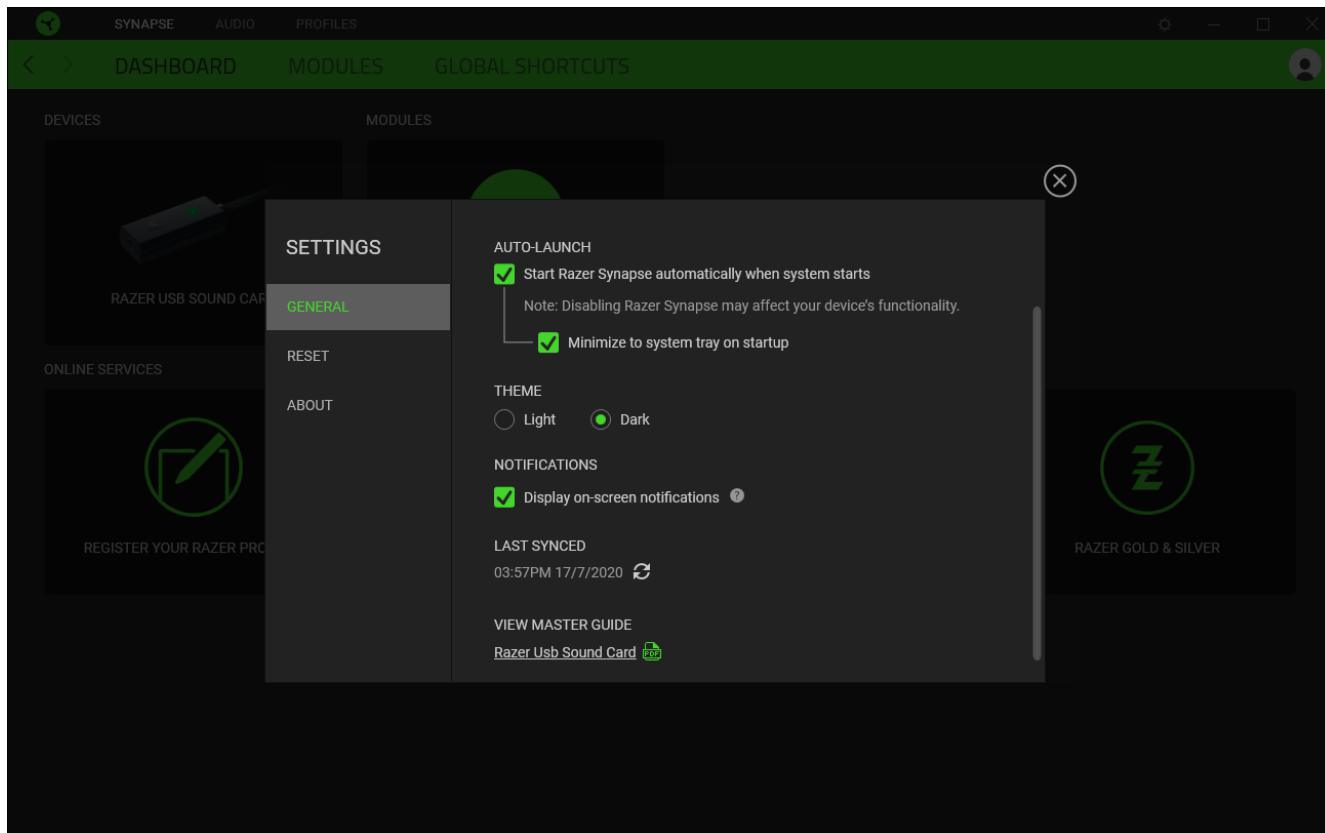 SYNAPSE AUDIO PROFILES
DASHBOARD MODULES GLOBAL SHORTCUTS
DEVICES MODULES
RAZER USB SOUND CAR
ONLINE SERVICES
REGISTER YOUR RAZER PRO
RAZER GOLD & SILVER
SETTINGS
GENERAL
RESET
ABOUT
AUTO-LAUNCH
Start Razer Synapse automatically when system starts
Note: Disabling Razer Synapse may affect your device's functionality.
Minimize to system tray on startup
THEME
Light Dark
NOTIFICATIONS
Display on-screen notifications ?
LAST SYNCED
03:57PM 17/7/2020
VIEW MASTER GUIDE
Razer Usb Sound Card PDF